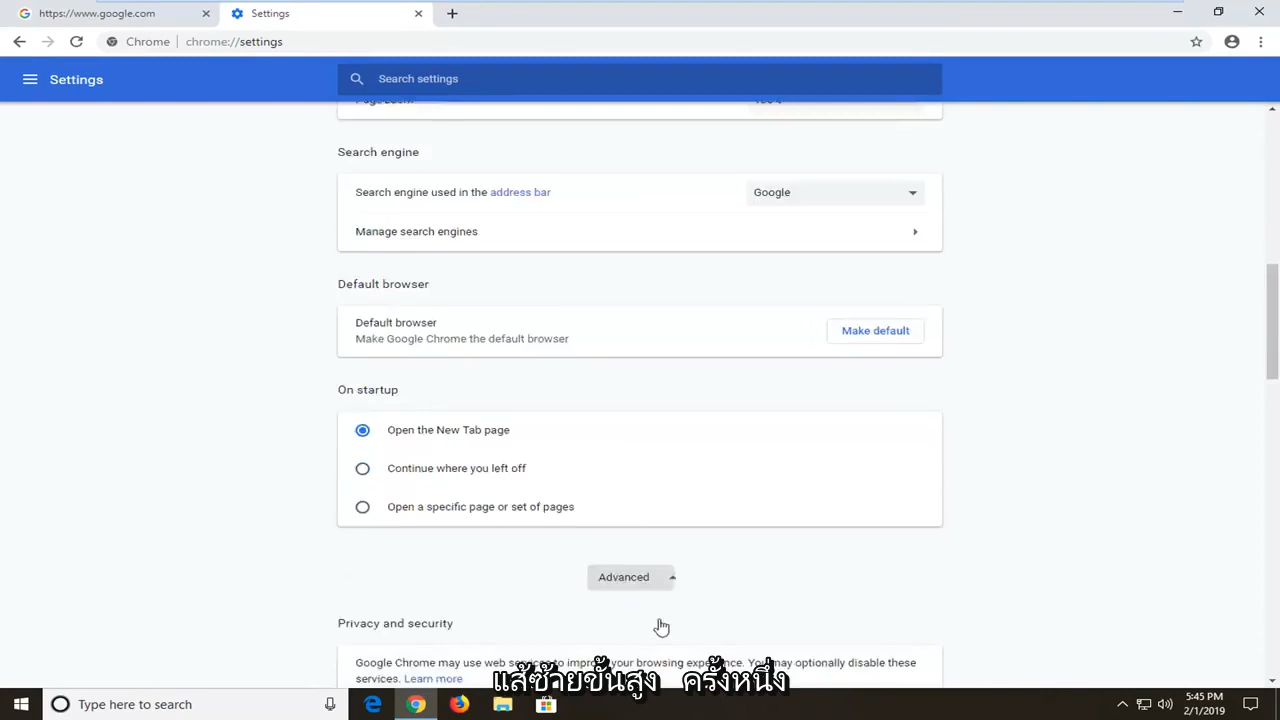 https://www.google.com
Settings
Chrome
chrome://settings
Settings
Search settings
Search engine
Search engine used in the address bar
Google
Manage search engines
Default browser
Default browser
Make Google Chrome the default browser
Make default
On startup
Open the New Tab page
Continue where you left off
Open a specific page or set of pages
Advanced
Privacy and security
Google Chrome may use web services to improve your browsing experience. You may optionally disable these
services. Learn more
แส้ซ้ายขั้นสูง ครั้งหนึ่ง
Type here to search
5:45 PM
2/1/2019